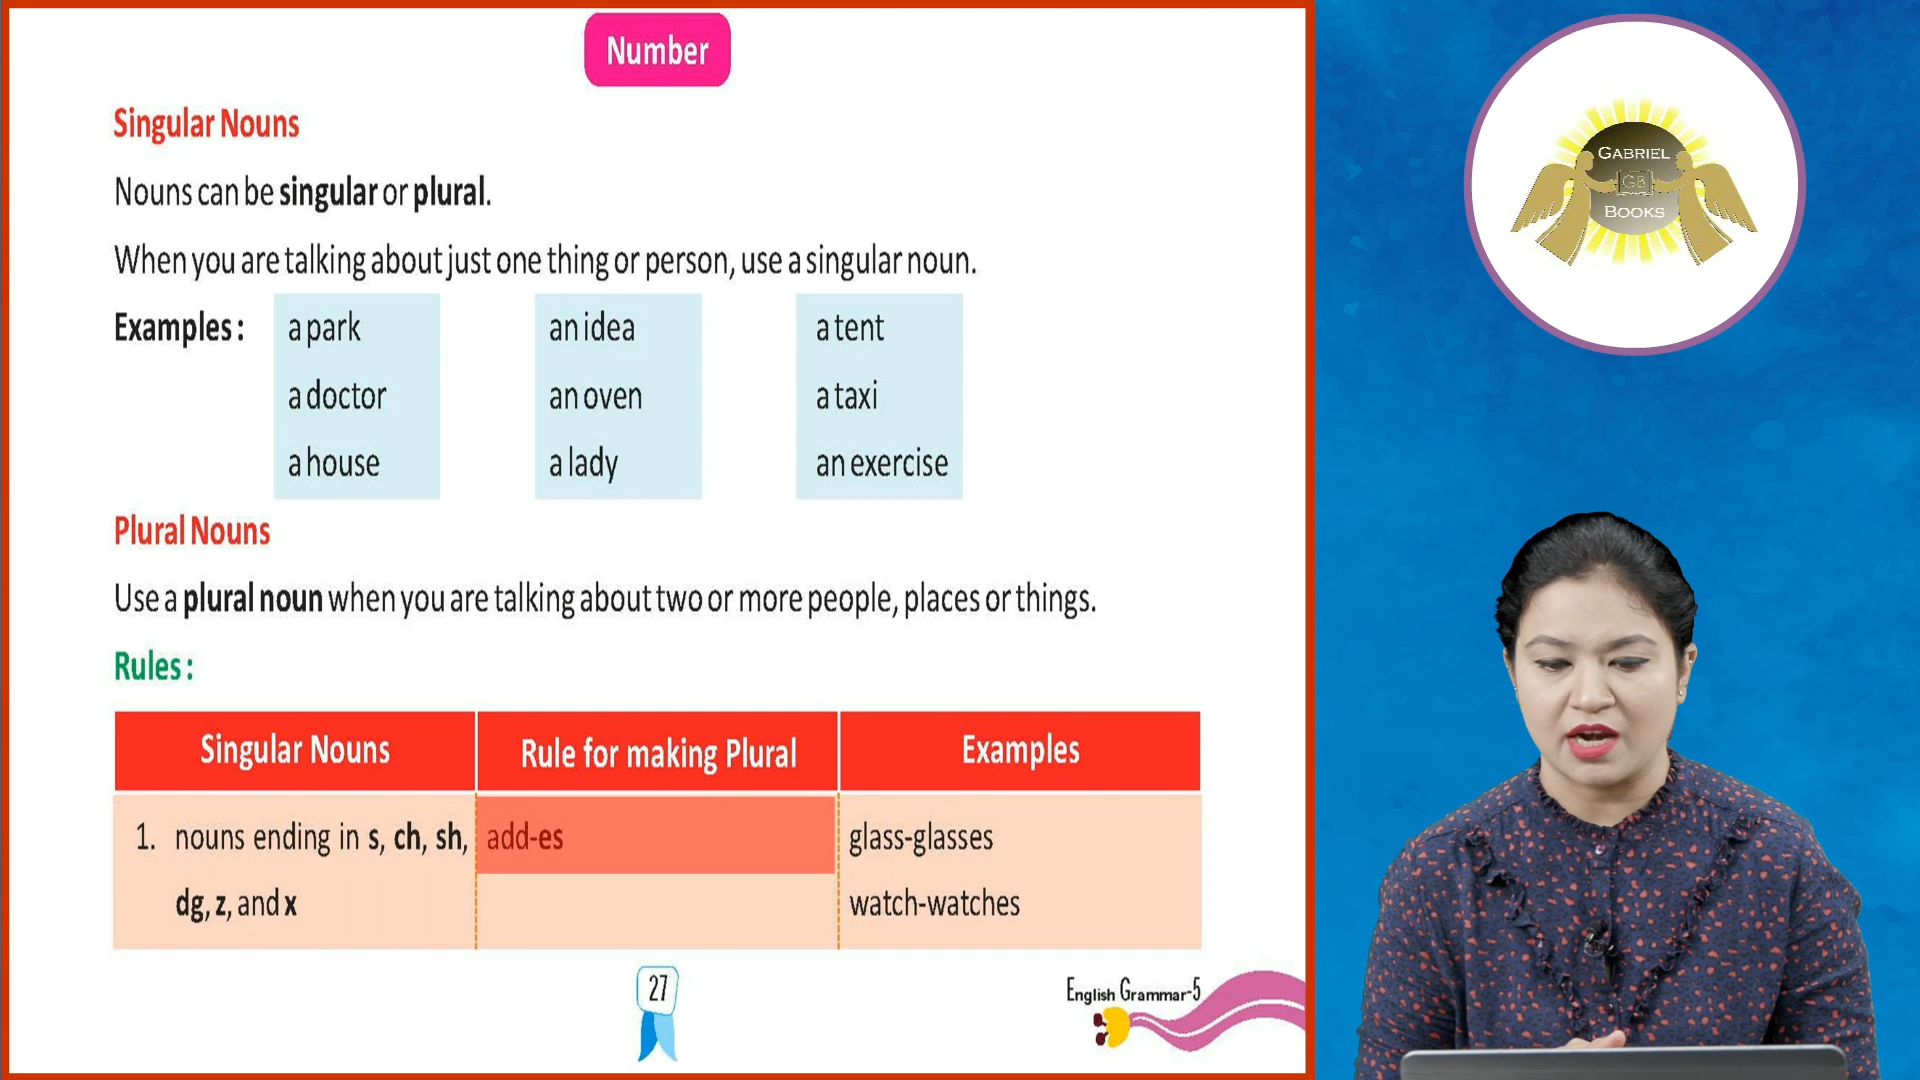 Number
Singular Nouns
Nouns can be singular or plural.
When you are talking about just one thing or person, use a singular noun.
Examples : a park an idea a tent
a doctor an oven a taxi
a house a lady an exercise
Plural Nouns
Use a plural noun when you are talking about two or more people, places or things.
Rules :
Singular Nouns Rule for making Plural Examples
1. nouns ending in s, ch, sh, add-es glass-glasses
dg, z, and x watch-watches
27
English Grammar-5
GABRIEL
GB
BOOKS